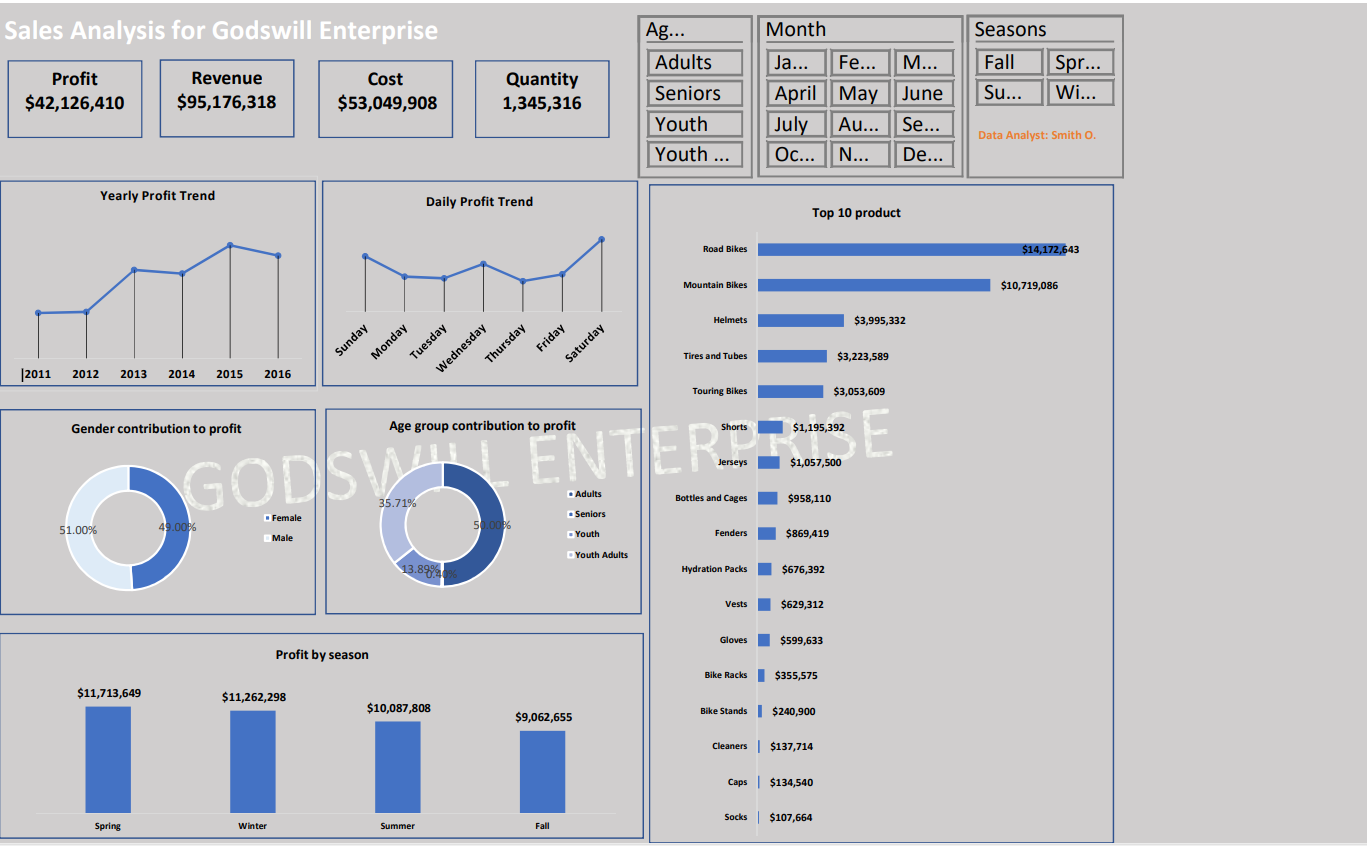 Sales Analysis for Godswill Enterprise
Profit
$42,126,410
Revenue
$95,176,318
Cost
$53,049,908
Quantity
1,345,316
Ag...
Adults
Seniors
Youth
Youth ...
Month
Ja... Fe... M...
April May June
July Au... Se...
Oc... N... De...
Seasons
Fall Spr...
Su... Wi...
Data Analyst: Smith O.
Yearly Profit Trend
2011 2012 2013 2014 2015 2016
Daily Profit Trend
Sunday Monday Tuesday Wednesday Thursday Friday Saturday
Gender contribution to profit
51.00% 49.00%
Female
Male
Age group contribution to profit
35.71%
50.00%
13.89%
0.40%
Adults
Seniors
Youth
Youth Adults
GODSWILL ENTERPRISE
Profit by season
$11,713,649 $11,262,298 $10,087,808 $9,062,655
Spring Winter Summer Fall
Top 10 product
Road Bikes $14,172,643
Mountain Bikes $10,719,086
Helmets $3,995,332
Tires and Tubes $3,223,589
Touring Bikes $3,053,609
Shorts $1,195,392
Jerseys $1,057,500
Bottles and Cages $958,110
Fenders $869,419
Hydration Packs $676,392
Vests $629,312
Gloves $599,633
Bike Racks $355,575
Bike Stands $240,900
Cleaners $137,714
Caps $134,540
Socks $107,664